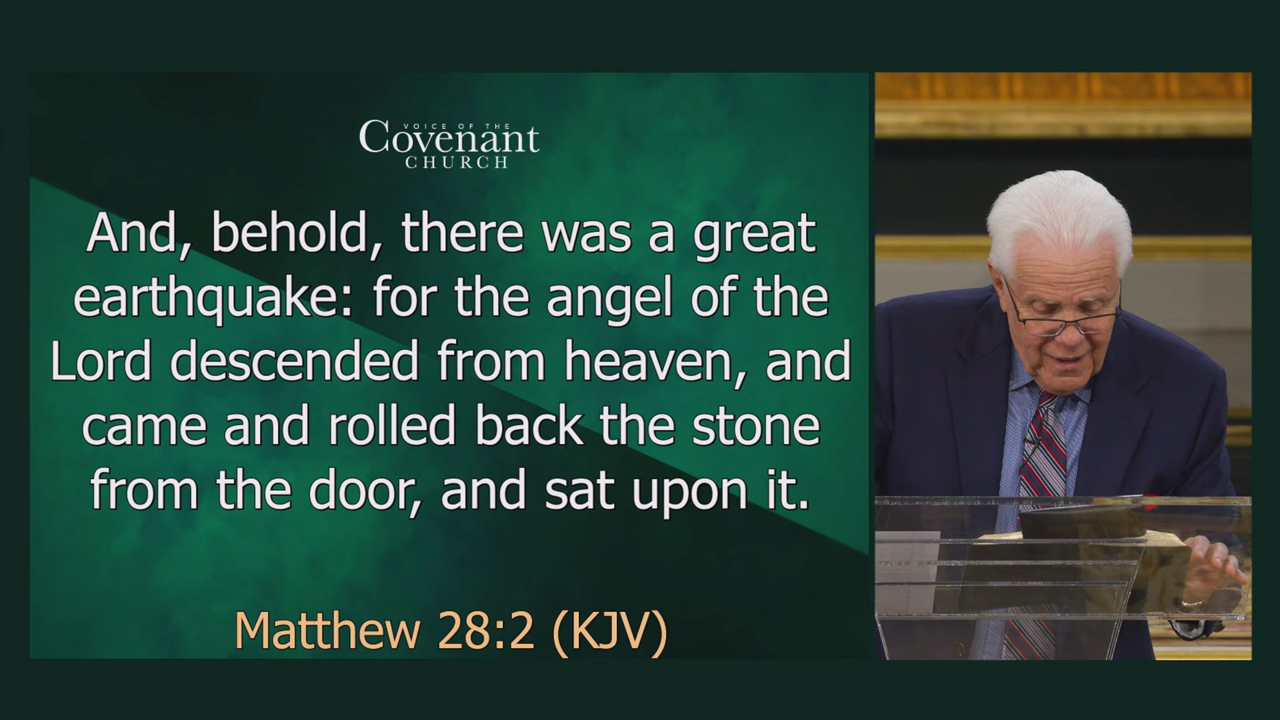 VOICE OF THE
Covenant
CHURCH
And, behold, there was a great
earthquake: for the angel of the
Lord descended from heaven, and
came and rolled back the stone
from the door, and sat upon it.
Matthew 28:2 (KJV)